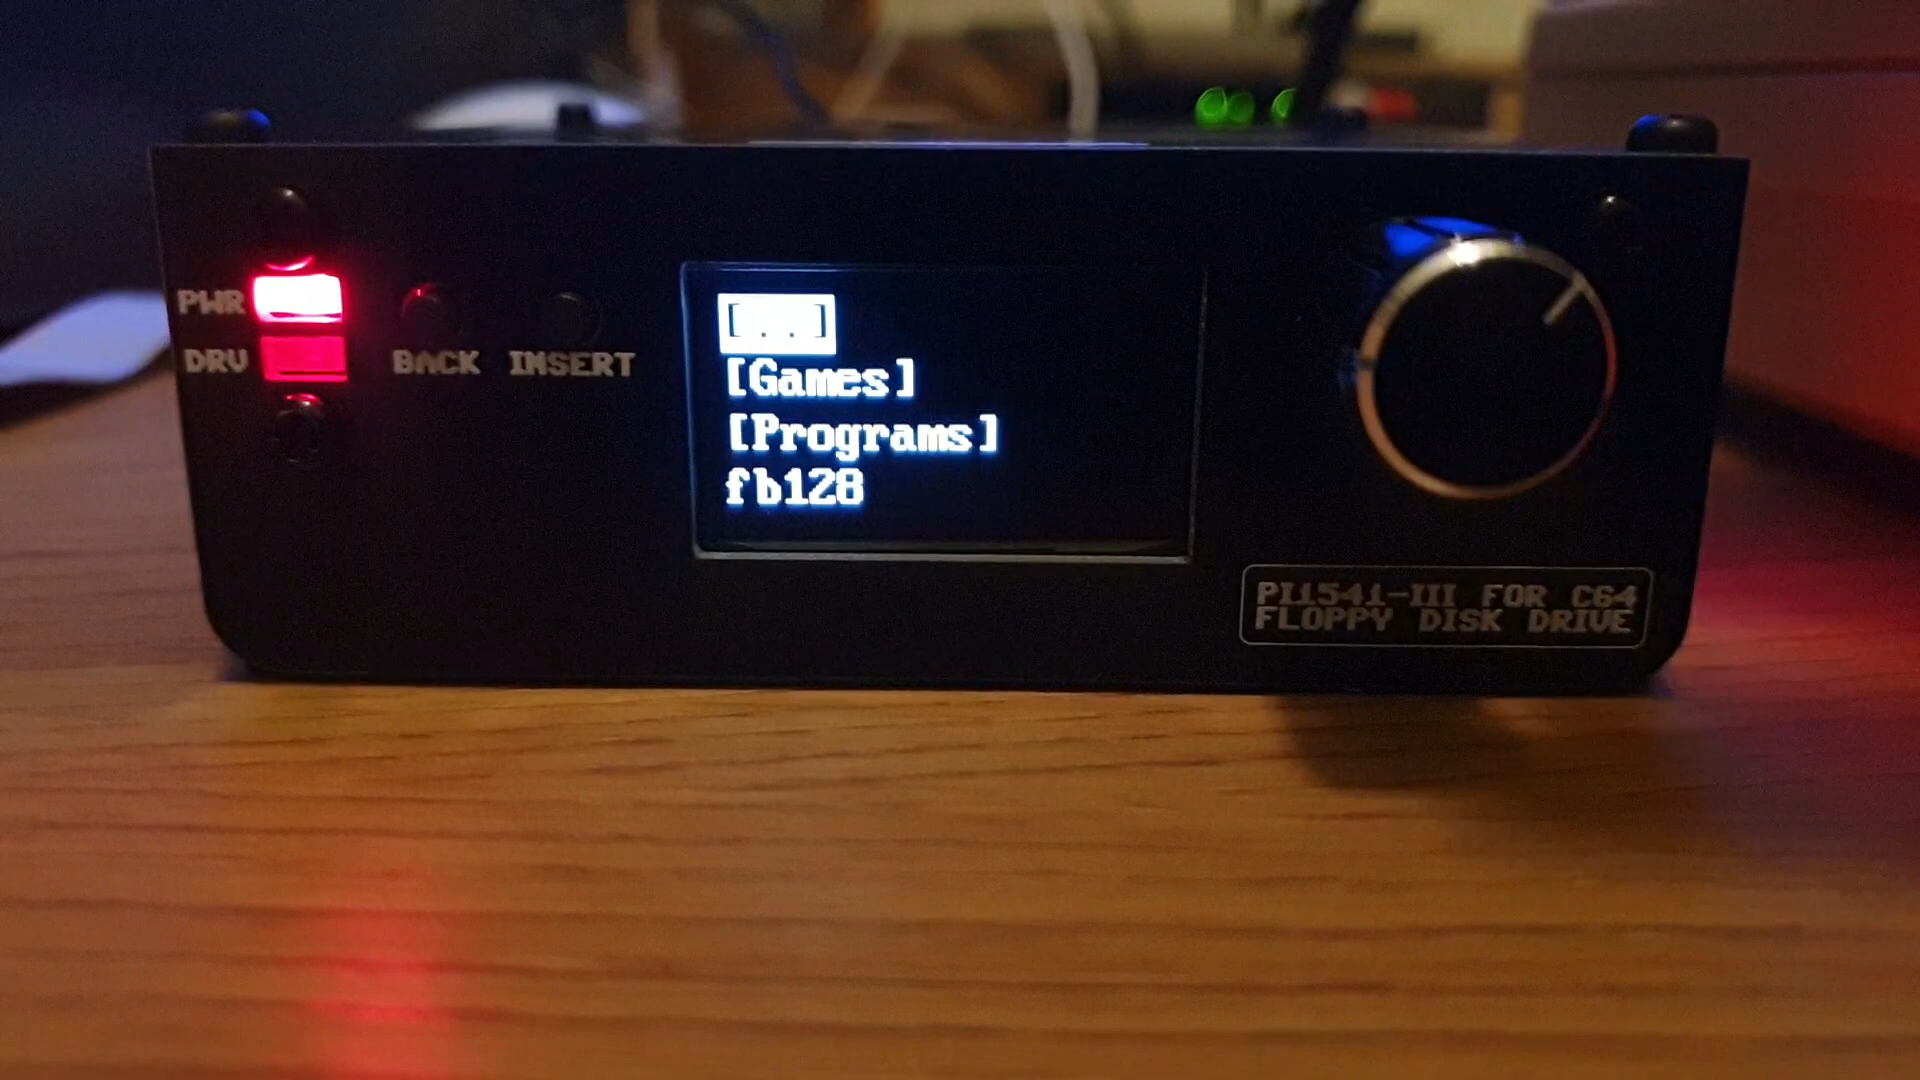 PWR
DRV
BACK INSERT
[..]
[Games]
[Programs]
fb128
PI1541-III FOR C64
FLOPPY DISK DRIVE